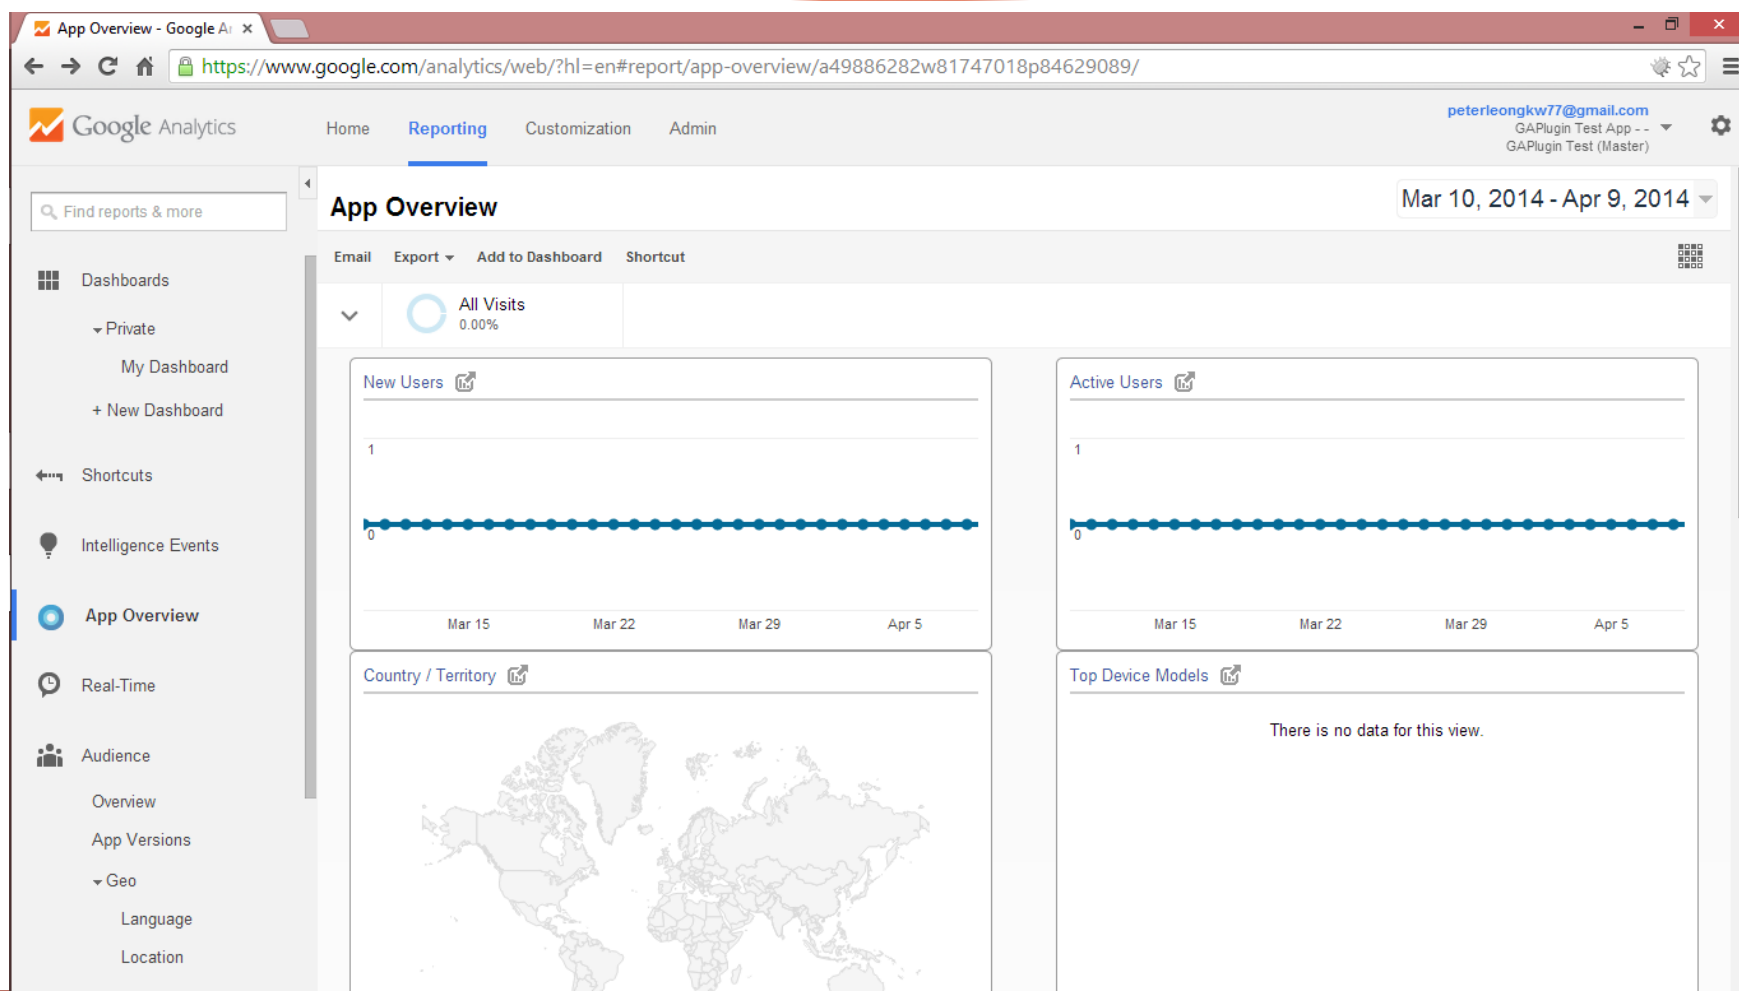 App Overview - Google A
https://www.google.com/analytics/web/?hl=en#report/app-overview/a49886282w81747018p84629089/
Google Analytics
Home Reporting Customization Admin
peterleongkw77@gmail.com
GAPlugin Test App - -
GAPlugin Test (Master)
Find reports & more
App Overview
Mar 10, 2014 - Apr 9, 2014
Email Export Add to Dashboard Shortcut
Dashboards
Private
My Dashboard
+ New Dashboard
Shortcuts
Intelligence Events
App Overview
Real-Time
Audience
Overview
App Versions
Geo
Language
Location
All Visits
0.00%
New Users
1
0
Mar 15 Mar 22 Mar 29 Apr 5
Active Users
1
0
Mar 15 Mar 22 Mar 29 Apr 5
Country / Territory
Top Device Models
There is no data for this view.